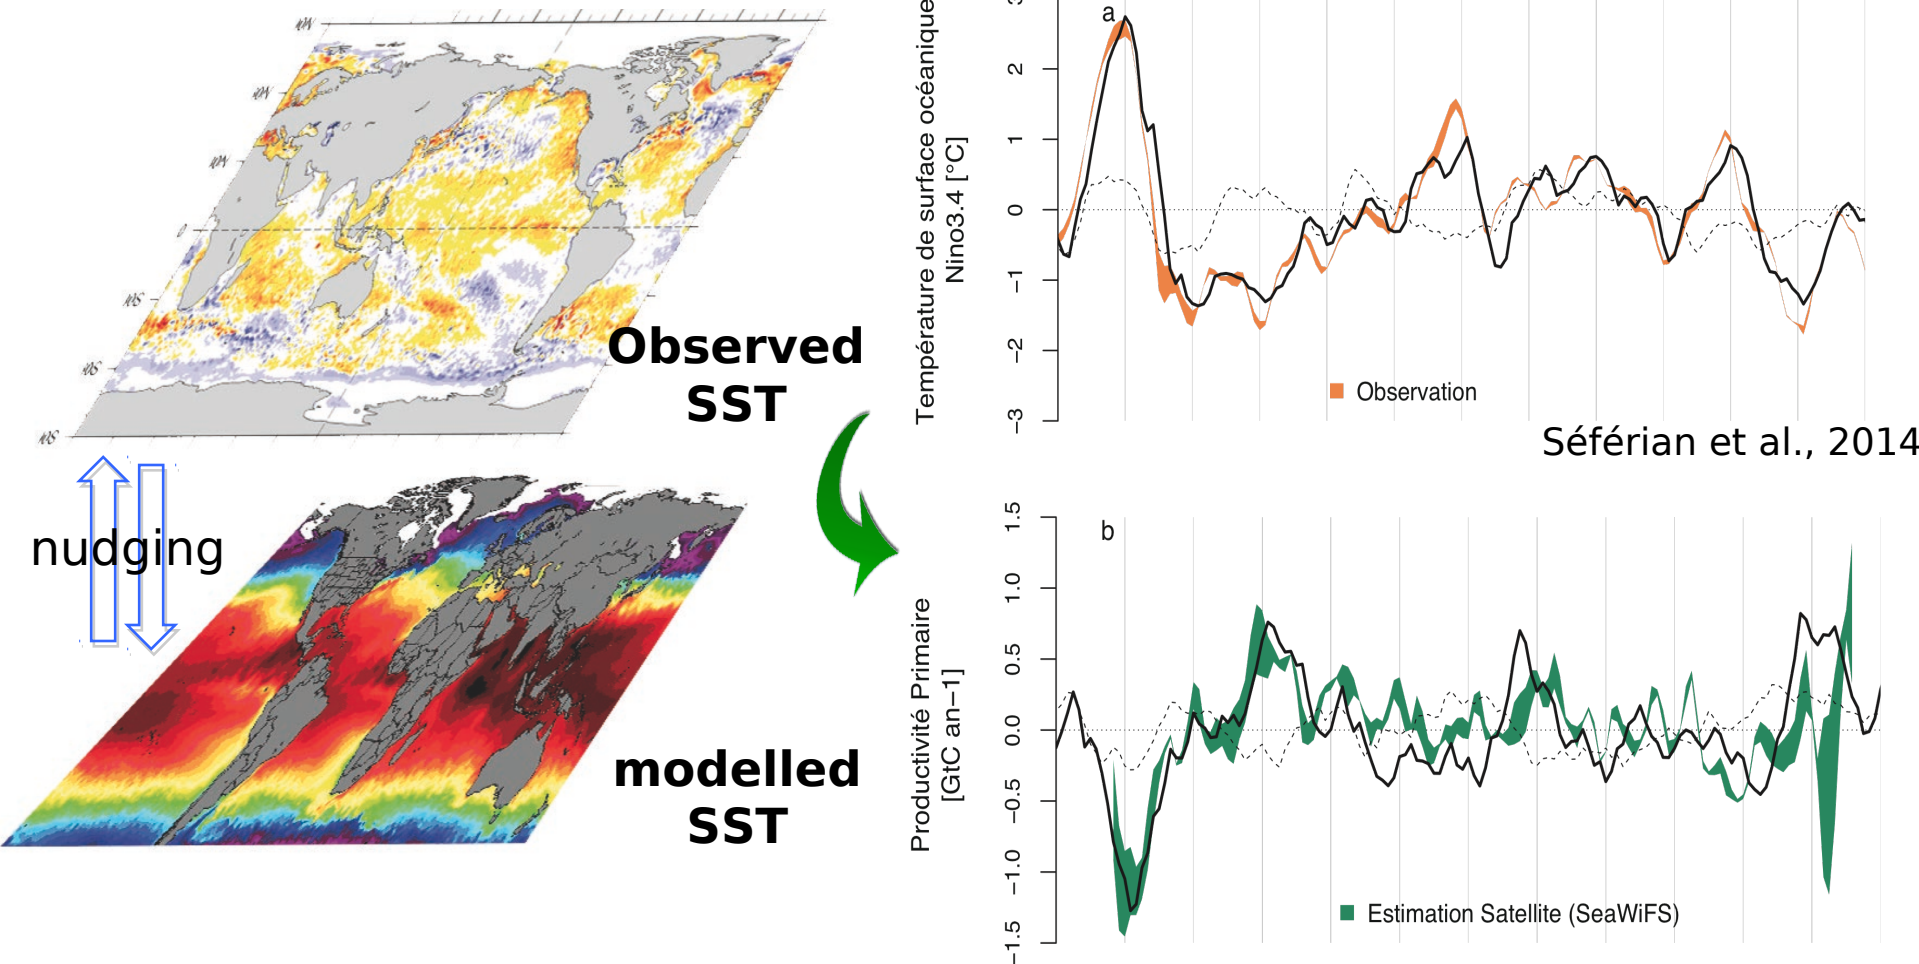 Observed
SST
nudging
modelled
SST
Température de surface océanique
Nino3.4 [°C]
a
3
2
1
0
−1
−2
−3
Observation
Séférian et al., 2014
Productivité Primaire
[GtC an−1]
b
1.5
1.0
0.5
0.0
−0.5
−1.0
−1.5
Estimation Satellite (SeaWiFS)